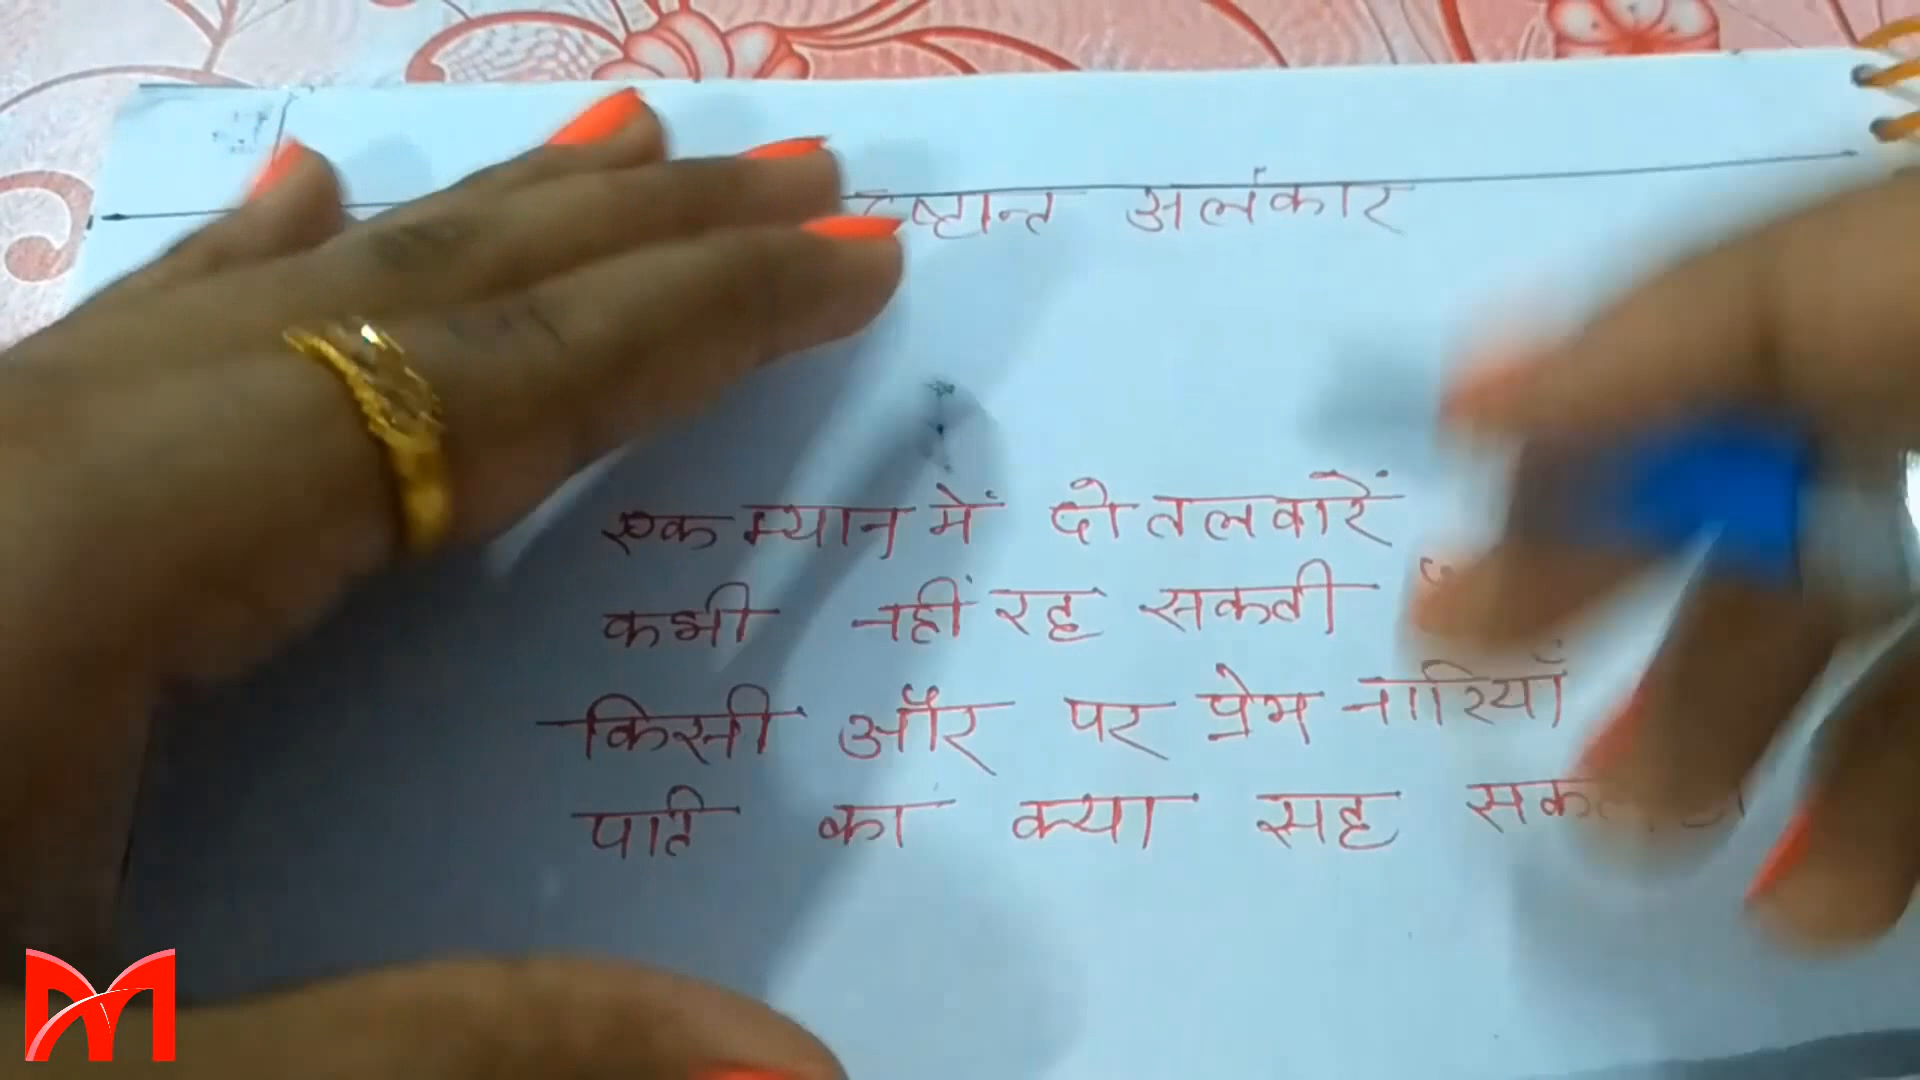 दृष्टान्त अलंकार
एक म्यान में दो तलवारें
कभी नहीं रह सकती
किसी और पर प्रेम नारियाँ
पति का क्या सह